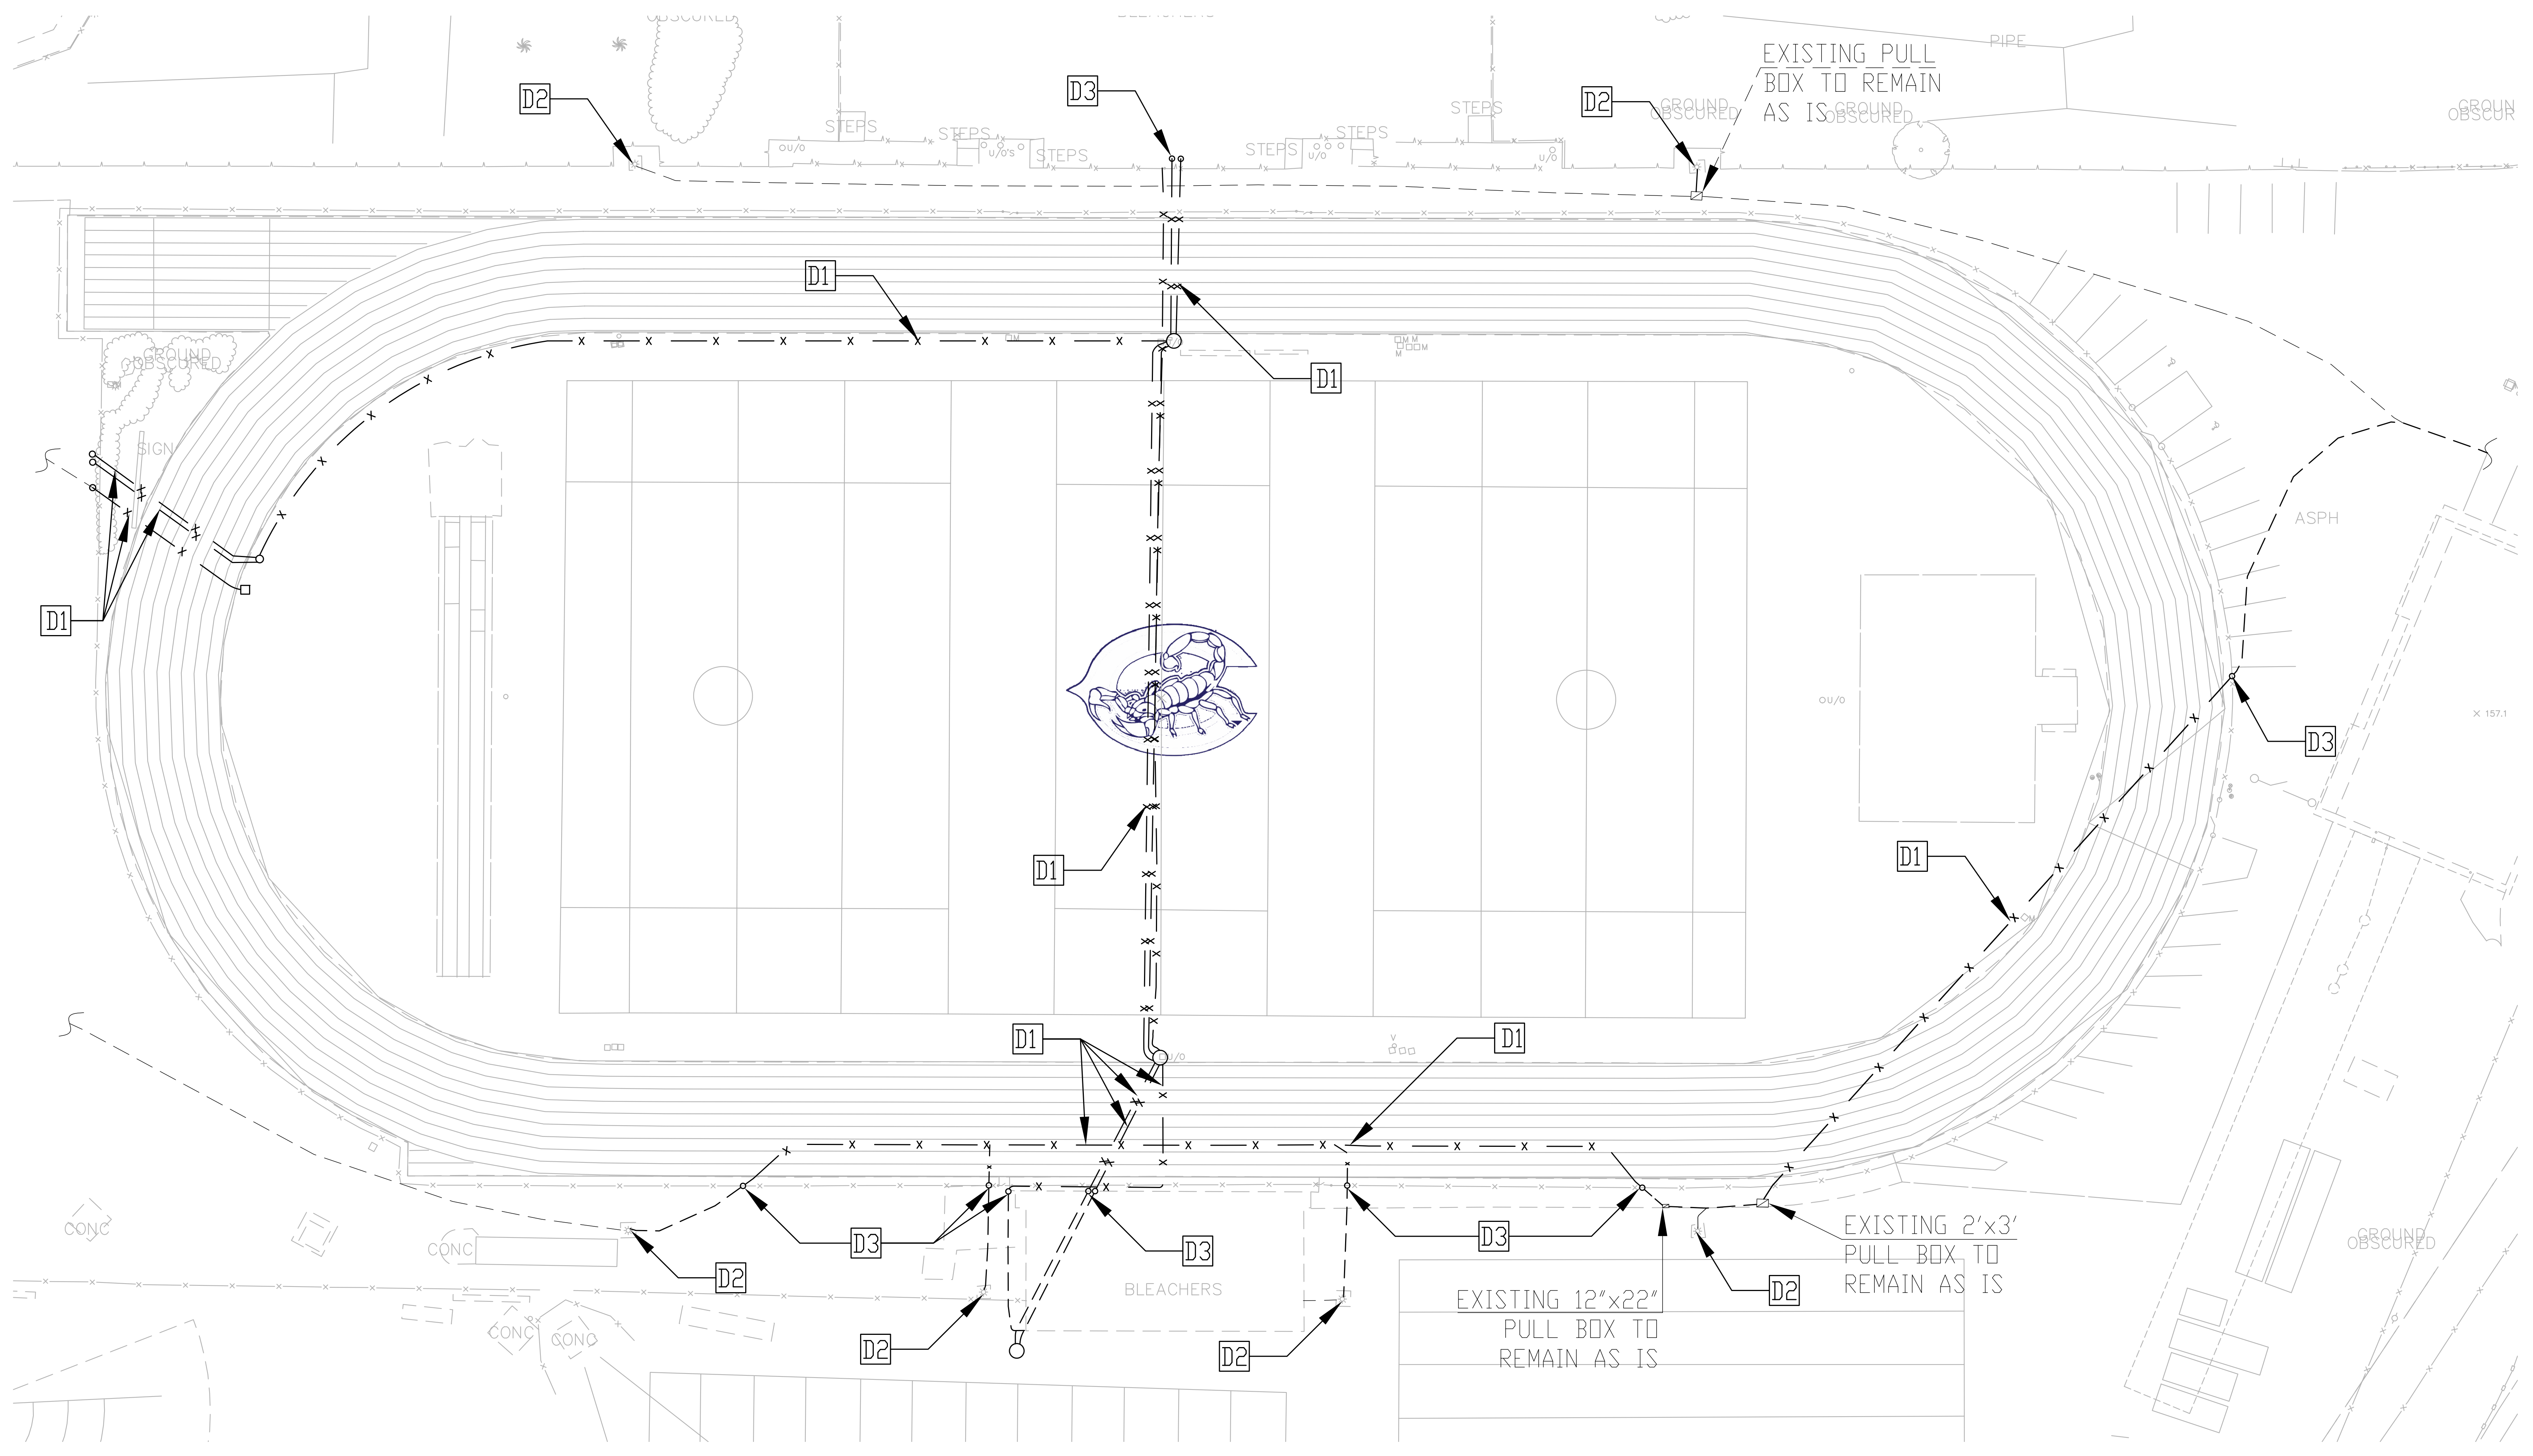 OBSCURED
BLEACHERS
PIPE
EXISTING PULL
BOX TO REMAIN
AS IS
D2
D3
D2
GROUND
OBSCURED
GROUND
OBSCURED
GROUN
OBSCUR
STEPS
STEPS
STEPS
STEPS
STEPS
STEPS
U/O
U/O'S
U/O
U/O
D1
M
M M
M
M
D1
GROUND
OBSCURED
SIGN
ASPH
D1
U/O
157.1
D3
D1
D1
M
D1
D1
U/O
V
D3
D3
D3
EXISTING 2'x3'
PULL BOX TO
REMAIN AS IS
CONC
CONC
GROUND
OBSCURED
D2
BLEACHERS
D2
EXISTING 12"x22"
PULL BOX TO
REMAIN AS IS
CONC
CONC
D2
D2